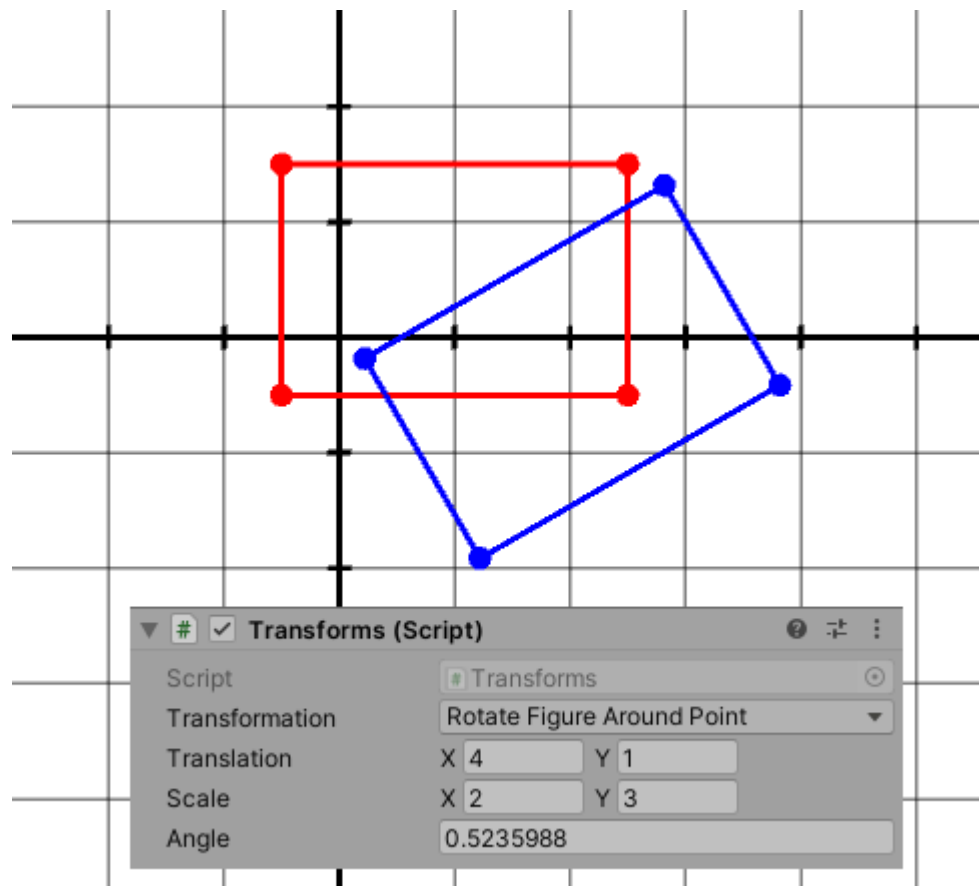 # Transforms (Script)
Script # Transforms
Transformation Rotate Figure Around Point
Translation X 4 Y 1
Scale X 2 Y 3
Angle 0.5235988